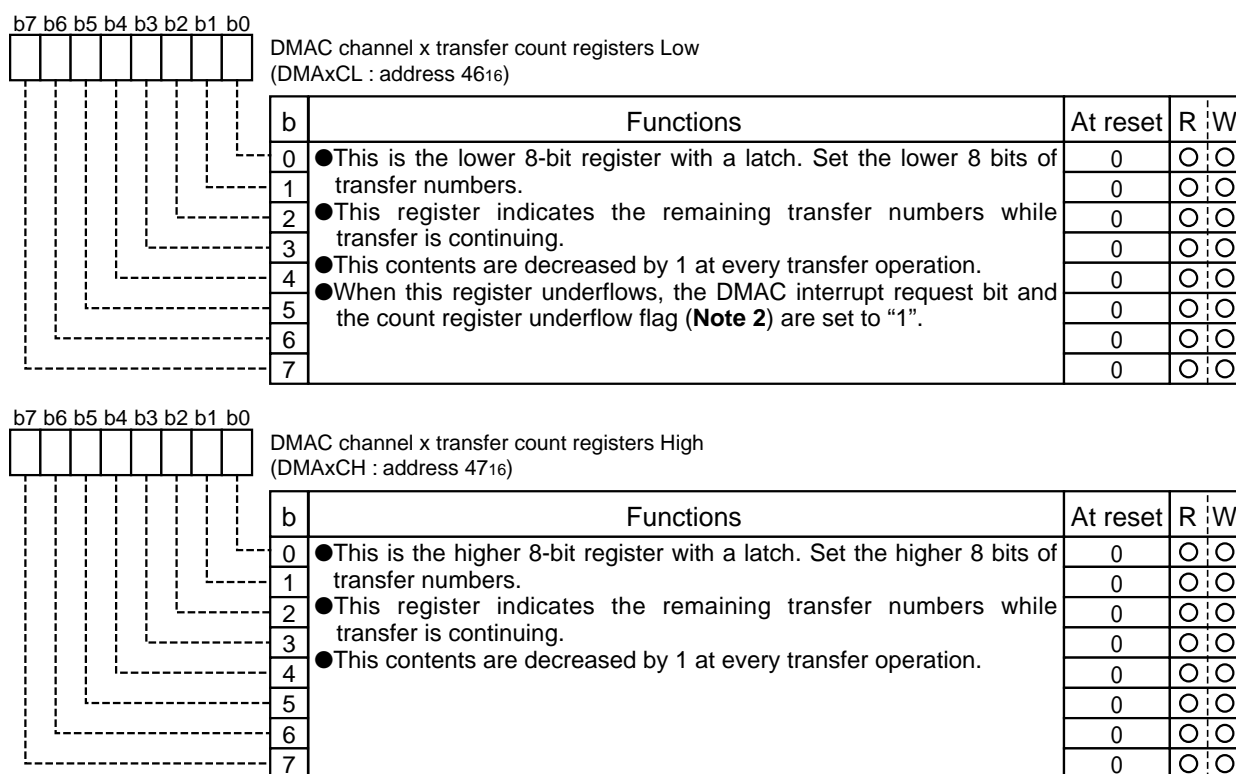 b7 b6 b5 b4 b3 b2 b1 b0
DMAC channel x transfer count registers Low
(DMAxCL : address 4616)
b Functions At reset R W
0 ●This is the lower 8-bit register with a latch. Set the lower 8 bits of 0 ○ ○
1 transfer numbers. 0 ○ ○
2 ●This register indicates the remaining transfer numbers while 0 ○ ○
3 transfer is continuing. 0 ○ ○
4 ●This contents are decreased by 1 at every transfer operation. 0 ○ ○
5 ●When this register underflows, the DMAC interrupt request bit and 0 ○ ○
6 the count register underflow flag (Note 2) are set to “1”. 0 ○ ○
7 0 ○ ○
b7 b6 b5 b4 b3 b2 b1 b0
DMAC channel x transfer count registers High
(DMAxCH : address 4716)
b Functions At reset R W
0 ●This is the higher 8-bit register with a latch. Set the higher 8 bits of 0 ○ ○
1 transfer numbers. 0 ○ ○
2 ●This register indicates the remaining transfer numbers while 0 ○ ○
3 transfer is continuing. 0 ○ ○
4 ●This contents are decreased by 1 at every transfer operation. 0 ○ ○
5 0 ○ ○
6 0 ○ ○
7 0 ○ ○